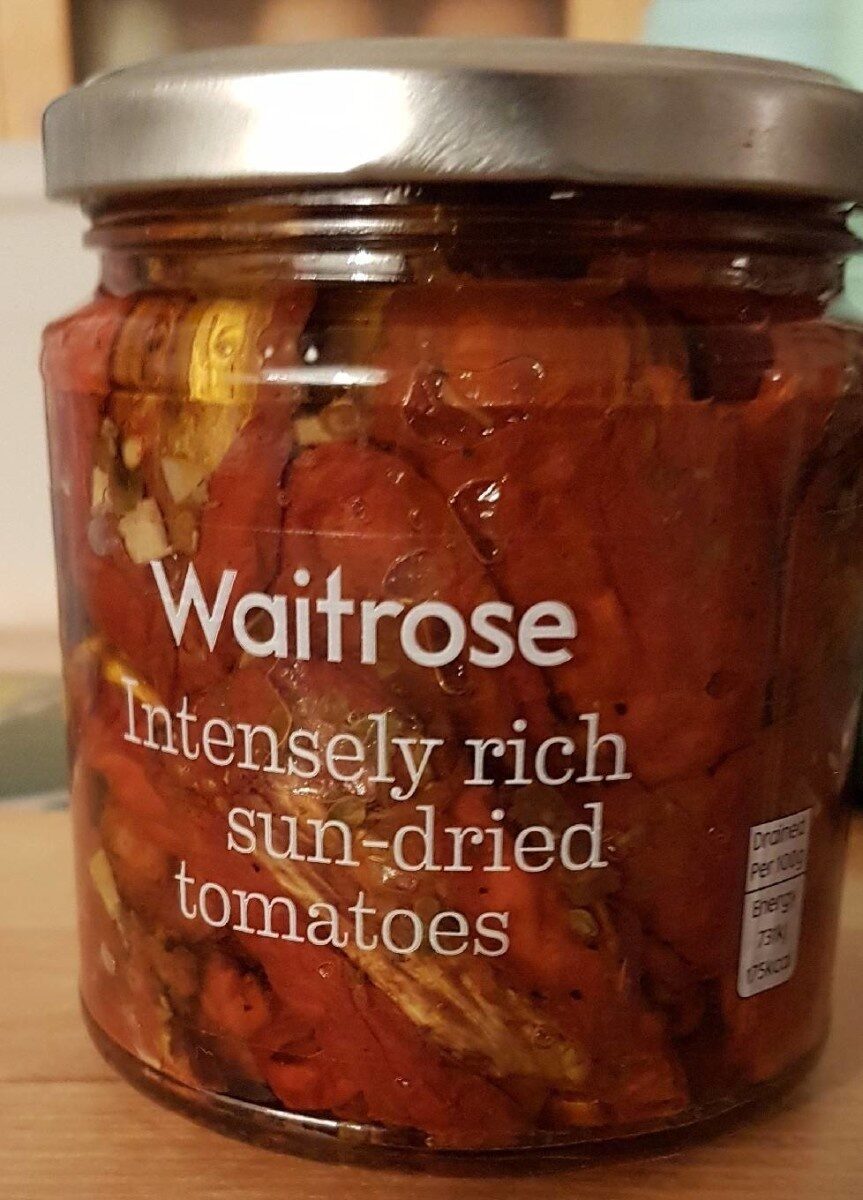 Waitrose
Intensely rich
sun-dried
tomatoes
Drained
Per 100g
Energy
731kJ
175kcal